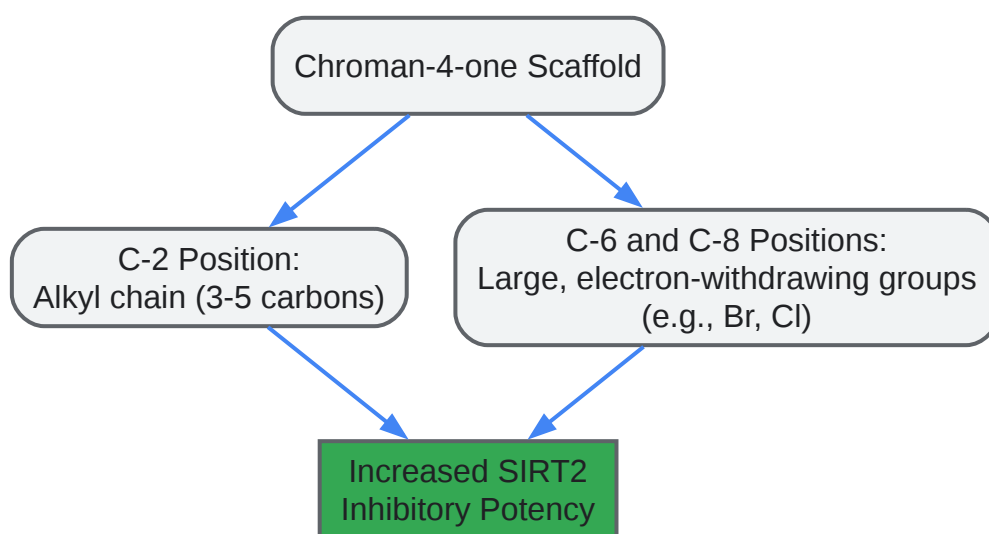 Chroman-4-one Scaffold
C-2 Position:
Alkyl chain (3-5 carbons)
C-6 and C-8 Positions:
Large, electron-withdrawing groups
(e.g., Br, Cl)
Increased SIRT2
Inhibitory Potency